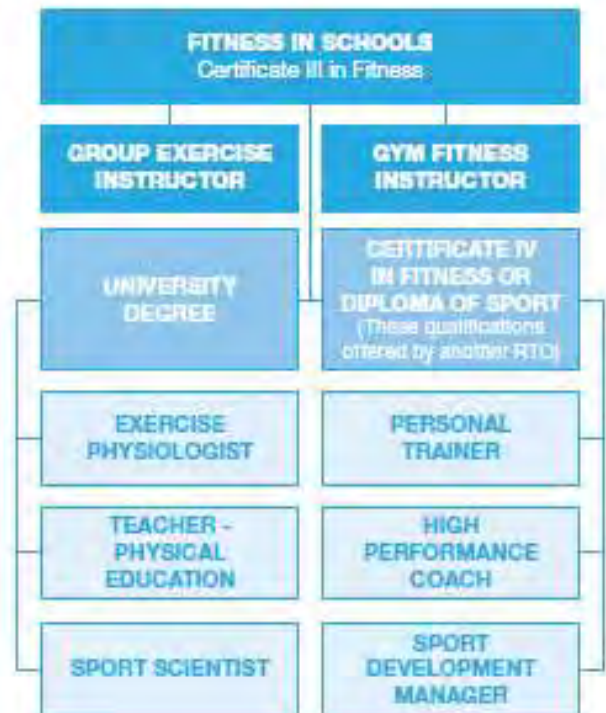 FITNESS IN SCHOOLS
Certificate III in Fitness
GROUP EXERCISE
INSTRUCTOR
GYM FITNESS
INSTRUCTOR
UNIVERSITY
DEGREE
CERTIFICATE IV
IN FITNESS OR
DIPLOMA OF SPORT
(These qualifications
offered by another RTO)
EXERCISE
PHYSIOLOGIST
PERSONAL
TRAINER
TEACHER -
PHYSICAL
EDUCATION
HIGH
PERFORMANCE
COACH
SPORT SCIENTIST
SPORT
DEVELOPMENT
MANAGER